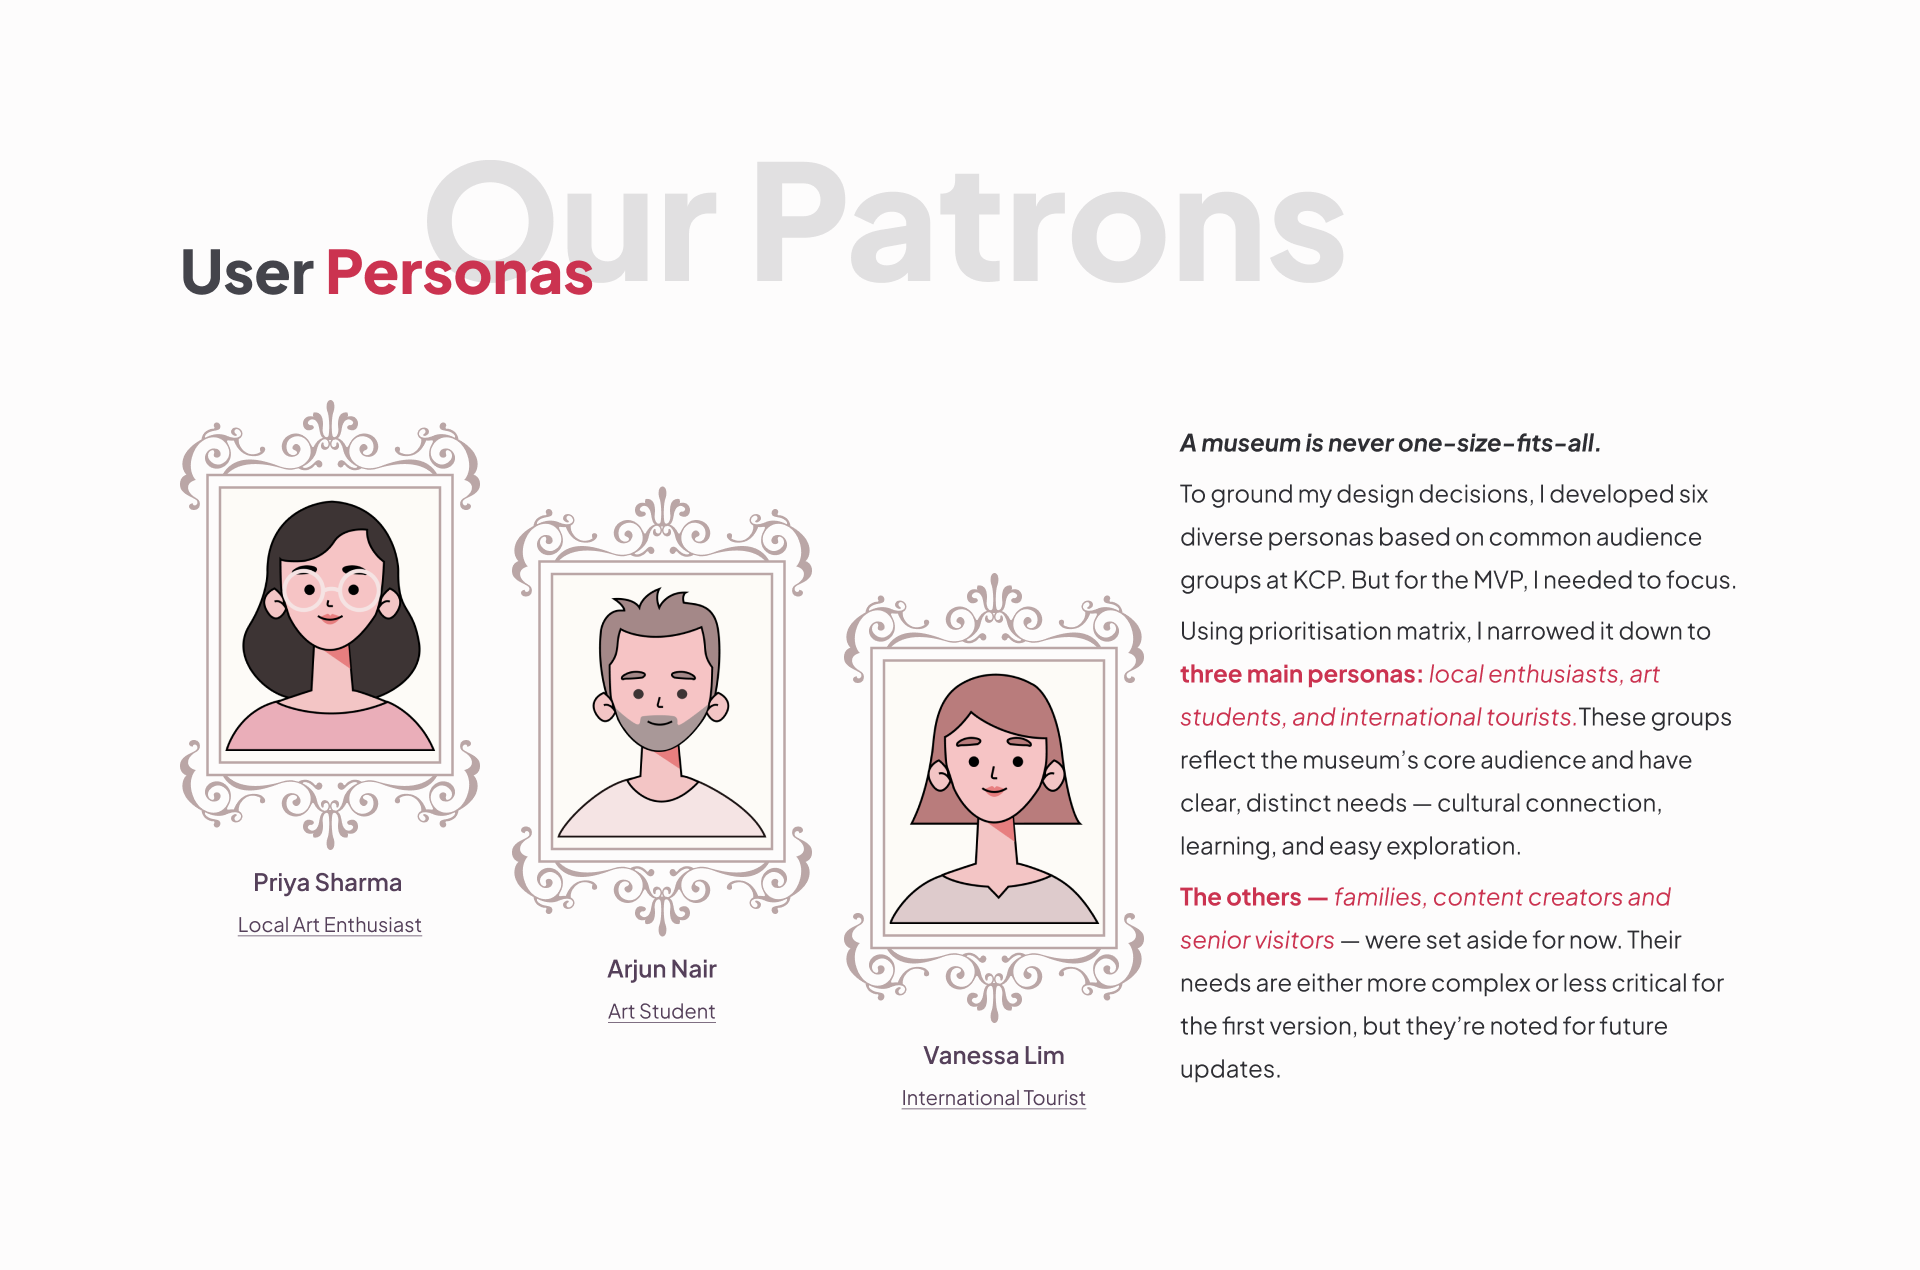 Our Patrons
User Personas
Priya Sharma
Local Art Enthusiast
Arjun Nair
Art Student
Vanessa Lim
International Tourist
A museum is never one-size-fits-all.
To ground my design decisions, I developed six
diverse personas based on common audience
groups at KCP. But for the MVP, I needed to focus.
Using prioritisation matrix, I narrowed it down to
three main personas: local enthusiasts, art
students, and international tourists.These groups
reflect the museum’s core audience and have
clear, distinct needs — cultural connection,
learning, and easy exploration.
The others — families, content creators and
senior visitors — were set aside for now. Their
needs are either more complex or less critical for
the first version, but they’re noted for future
updates.